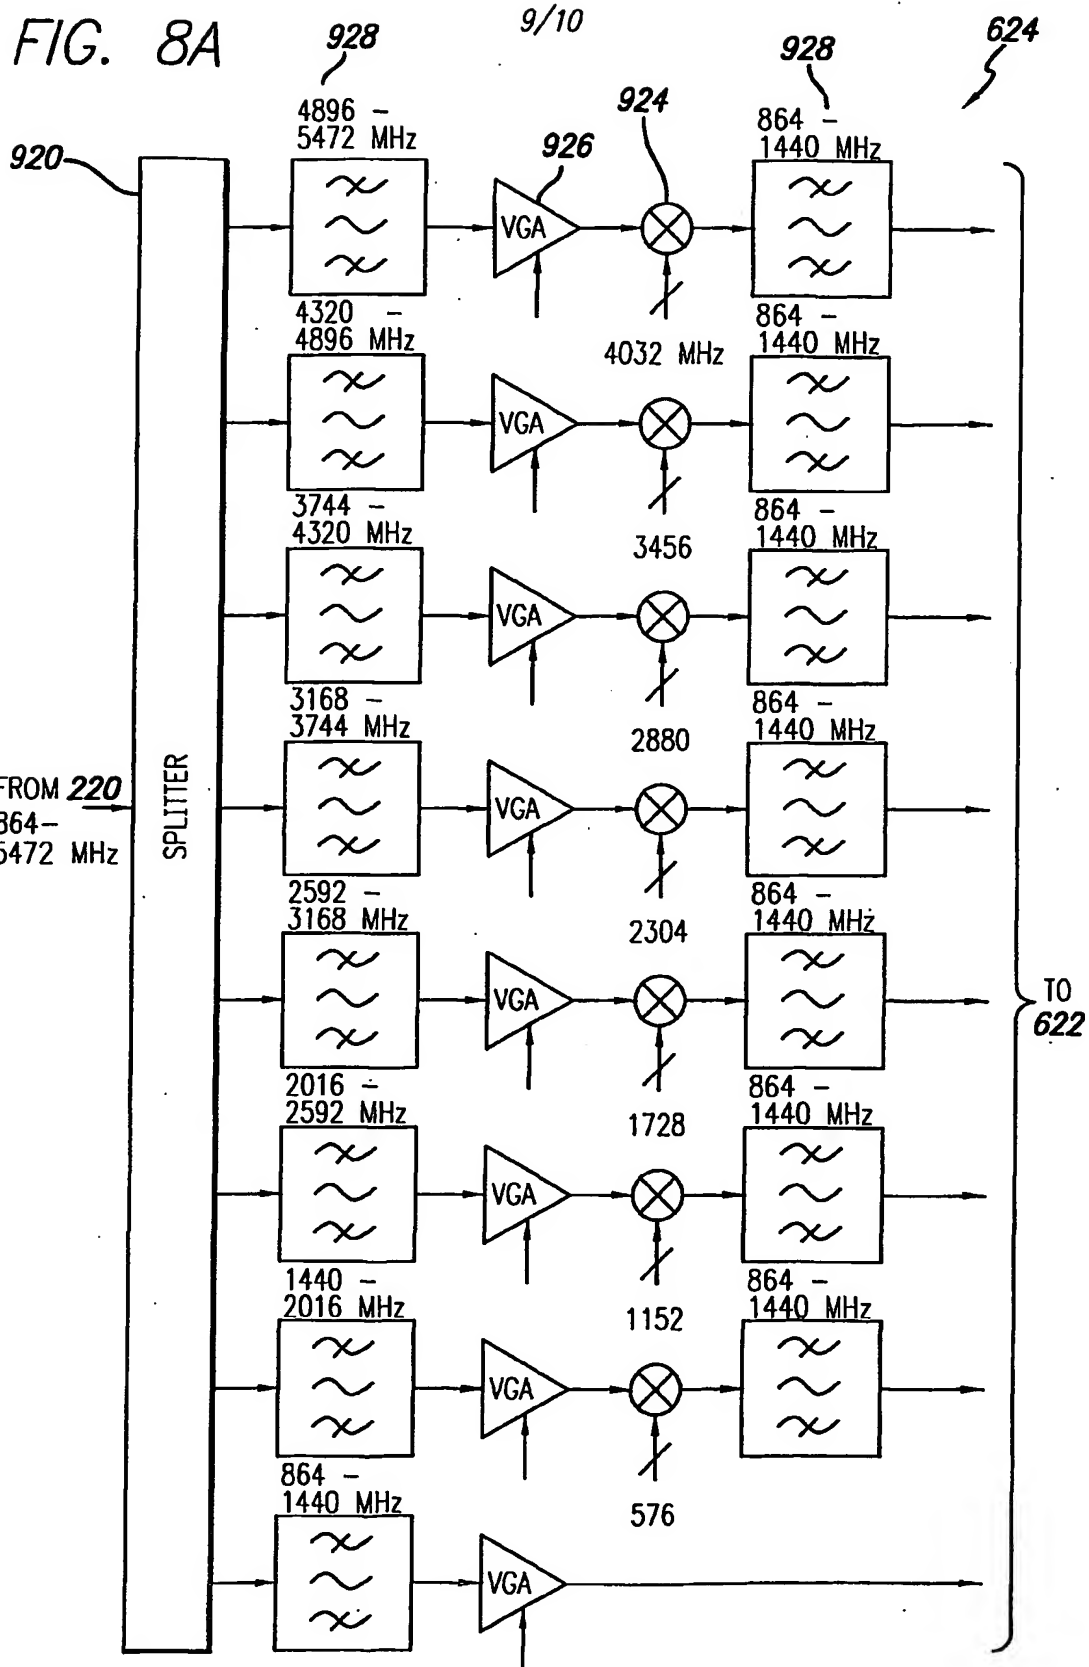 FIG. 8A
9/10
624
928
928
924
926
920
4896 -
5472 MHz
864 -
1440 MHz
VGA
4032 MHz
4320 -
4896 MHz
864 -
1440 MHz
VGA
3456
3744 -
4320 MHz
864 -
1440 MHz
VGA
2880
3168 -
3744 MHz
864 -
1440 MHz
VGA
2304
FROM 220
864-
5472 MHz
SPLITTER
2592 -
3168 MHz
864 -
1440 MHz
VGA
1728
TO
622
2016 -
2592 MHz
864 -
1440 MHz
VGA
1152
1440 -
2016 MHz
864 -
1440 MHz
VGA
576
864 -
1440 MHz
VGA